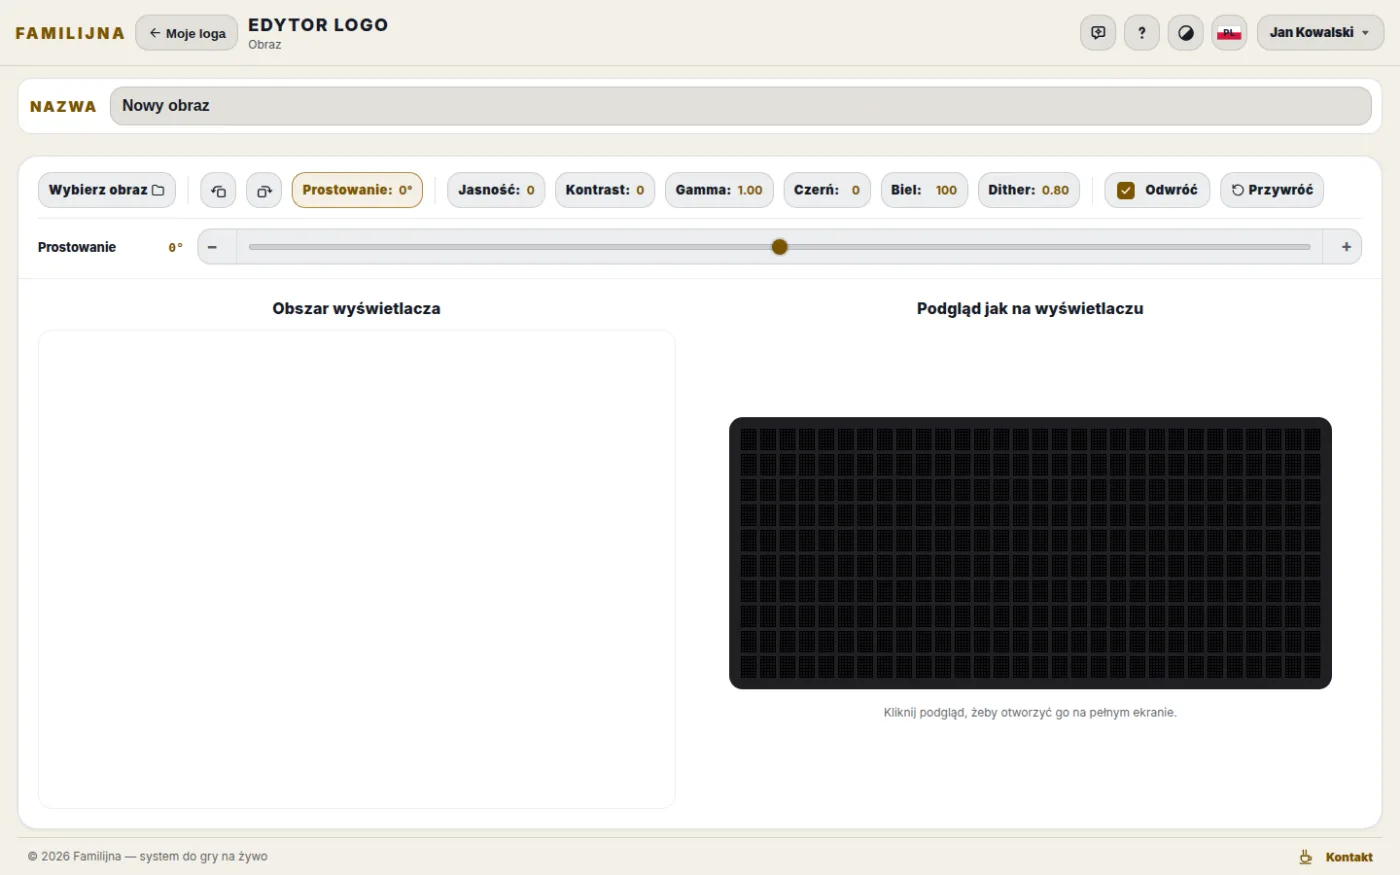 FAMILIJNA
← Moje loga
EDYTOR LOGO
Obraz
?
PL
Jan Kowalski
NAZWA
Nowy obraz
Wybierz obraz
Prostowanie: 0°
Jasność: 0
Kontrast: 0
Gamma: 1.00
Czerń: 0
Biel: 100
Dither: 0.80
Odwróć
Przywróć
Prostowanie 0°
−
+
Obszar wyświetlacza
Podgląd jak na wyświetlaczu
Kliknij podgląd, żeby otworzyć go na pełnym ekranie.
© 2026 Familijna — system do gry na żywo
Kontakt